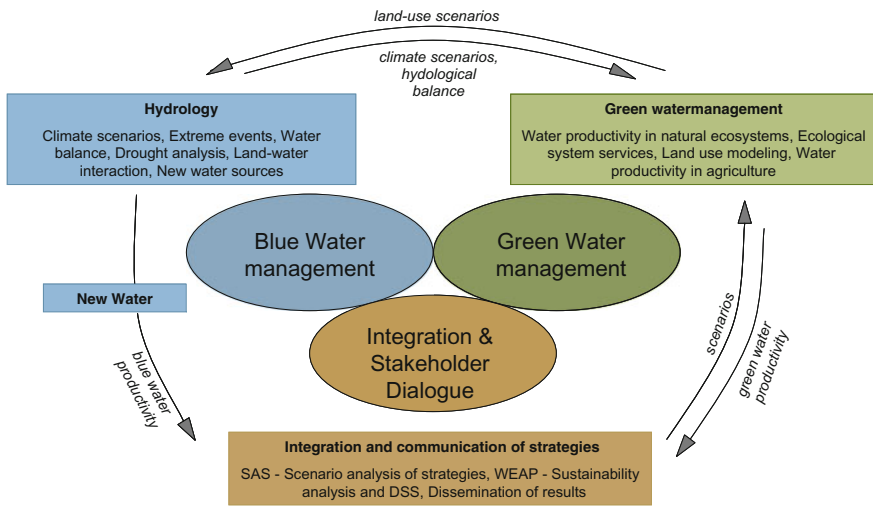 land-use scenarios
climate scenarios,
hydological
balance
Hydrology
Climate scenarios, Extreme events, Water
balance, Drought analysis, Land-water
interaction, New water sources
Green watermanagement
Water productivity in natural ecosystems, Ecological
system services, Land use modeling, Water
productivity in agriculture
Blue Water
management
Green Water
management
New Water
Integration &
Stakeholder
Dialogue
blue water
productivity
scenarios
green water
productivity
Integration and communication of strategies
SAS - Scenario analysis of strategies, WEAP - Sustainability
analysis and DSS, Dissemination of results